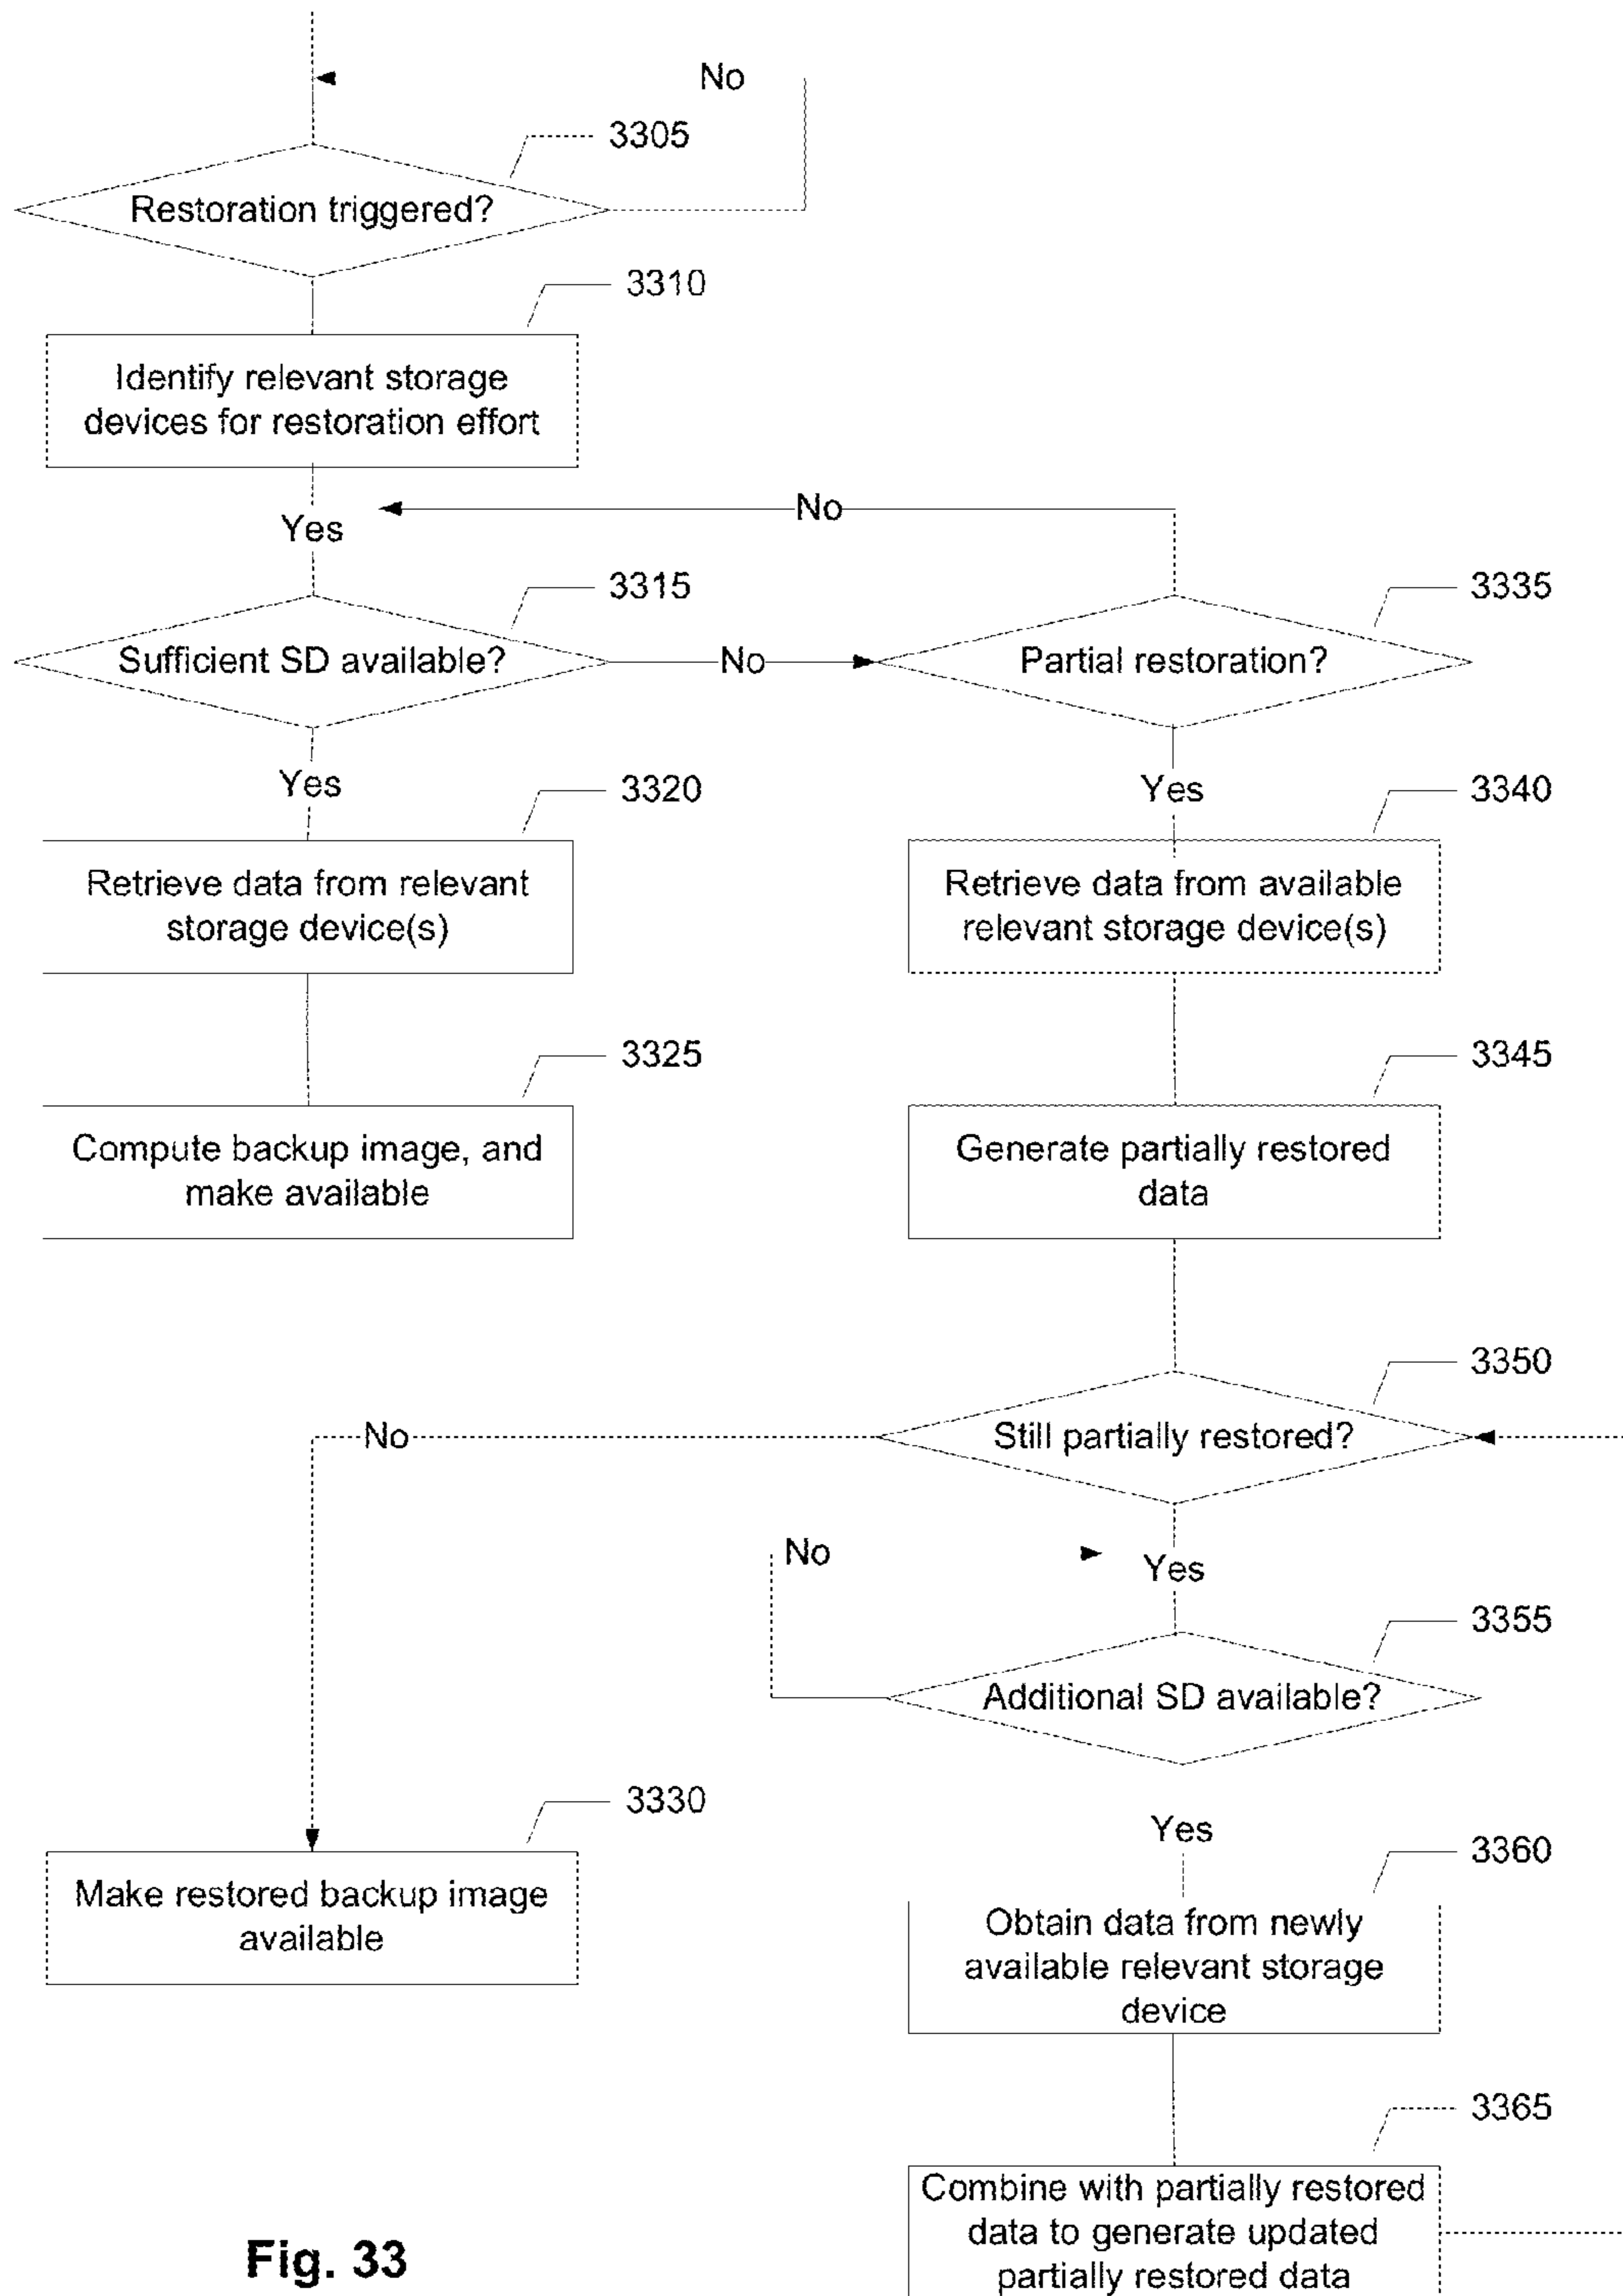 No
3305
Restoration triggered?
3310
Identify relevant storage
devices for restoration effort
No
Yes
3315
3335
Sufficient SD available?
No
Partial restoration?
Yes
3320
Yes
3340
Retrieve data from relevant
storage device(s)
Retrieve data from available
relevant storage device(s)
3325
3345
Compute backup image, and
make available
Generate partially restored
data
3350
No
Still partially restored?
No
Yes
3355
Additional SD available?
3330
Yes
3360
Make restored backup image
available
Obtain data from newly
available relevant storage
device
3365
Combine with partially restored
data to generate updated
partially restored data
Fig. 33